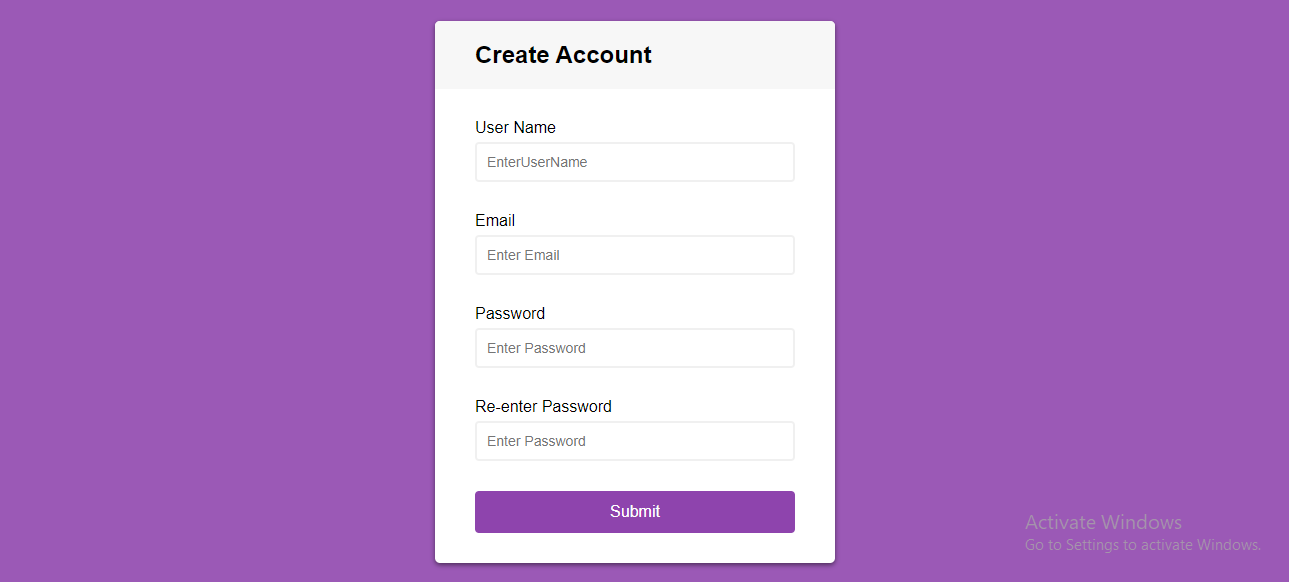 Create Account
User Name
EnterUserName
Email
Enter Email
Password
Enter Password
Re-enter Password
Enter Password
Submit
Activate Windows
Go to Settings to activate Windows.